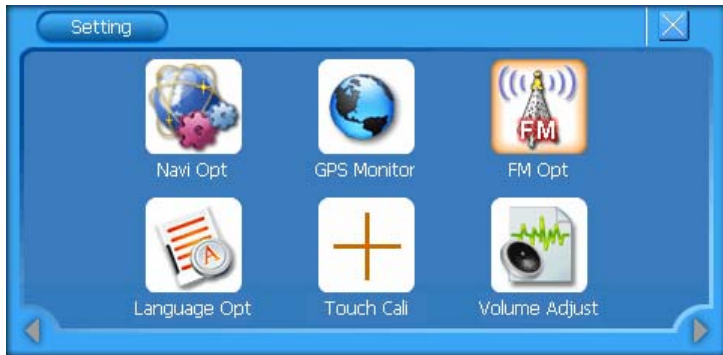 Setting
Navi Opt
GPS Monitor
FM
FM Opt
A
Language Opt
Touch Cali
Volume Adjust